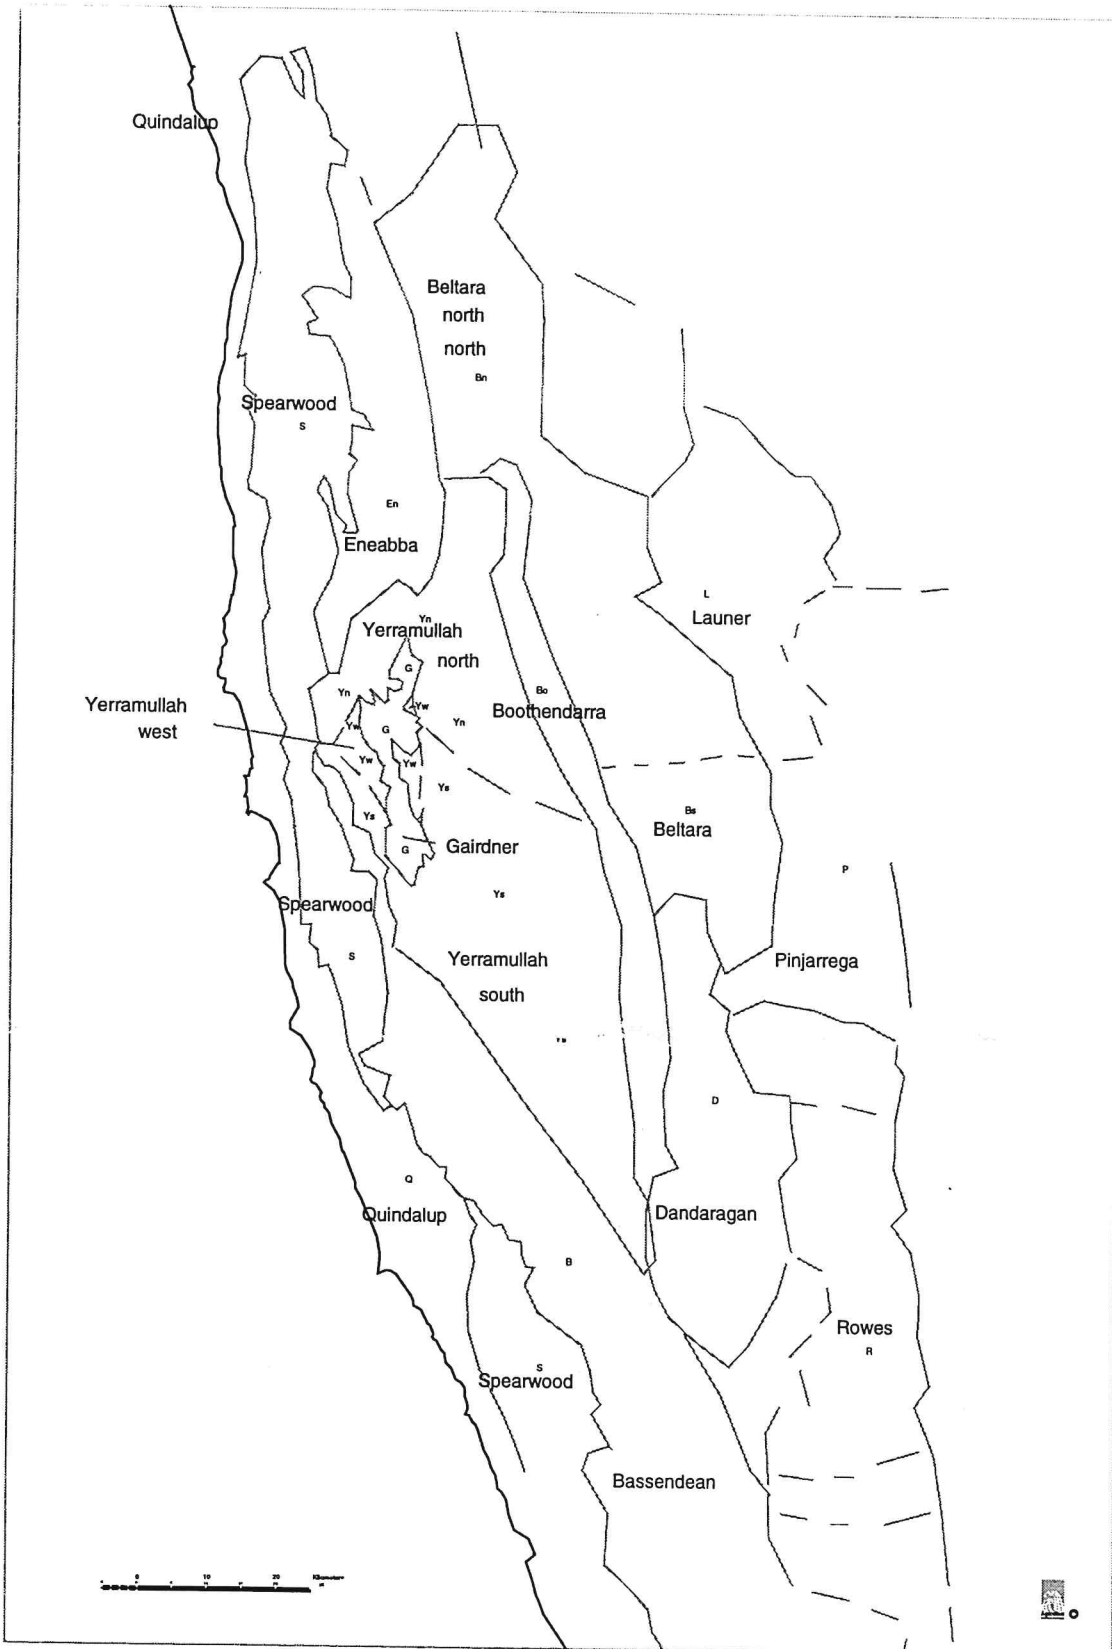 Quindalup
Beltara
north
north
Bn
Spearwood
S
En
Eneabba
L
Launer
Yn
Yerramullah
north
G
Yn
Yw
Bo
Boothendarra
Yerramullah
west
Yw
G
Yn
Yw
Yw
Ys
Ys
Bs
Beltara
G
Gairdner
P
Ys
Spearwood
S
Yerramullah
south
Pinjarrega
Ys
D
Q
Quindalup
Dandaragan
B
Rowes
R
S
Spearwood
Bassendean
0 10 20 Kilometers